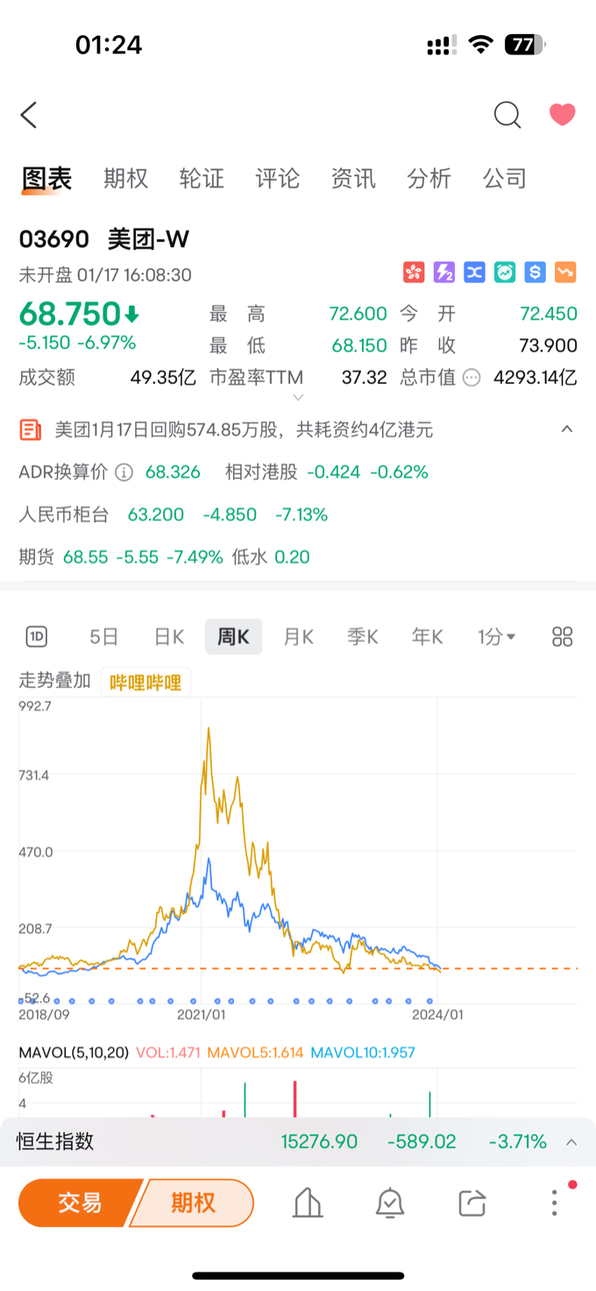 01:24
77
图表 期权 轮证 评论 资讯 分析 公司
03690 美团-W
未开盘 01/17 16:08:30
68.750
-5.150 -6.97%
最高 72.600 今开 72.450
最低 68.150 昨收 73.900
成交额 49.35亿 市盈率TTM 37.32 总市值 4293.14亿
美团1月17日回购574.85万股，共耗资约4亿港元
ADR换算价 68.326 相对港股 -0.424 -0.62%
人民币柜台 63.200 -4.850 -7.13%
期货 68.55 -5.55 -7.49% 低水 0.20
1D 5日 日K 周K 月K 季K 年K 1分
走势叠加 哔哩哔哩
992.7
731.4
470.0
208.7
-52.6
2018/09 2021/01 2024/01
MAVOL(5,10,20) VOL:1.471 MAVOL5:1.614 MAVOL10:1.957
6亿股
4
恒生指数 15276.90 -589.02 -3.71%
交易 期权